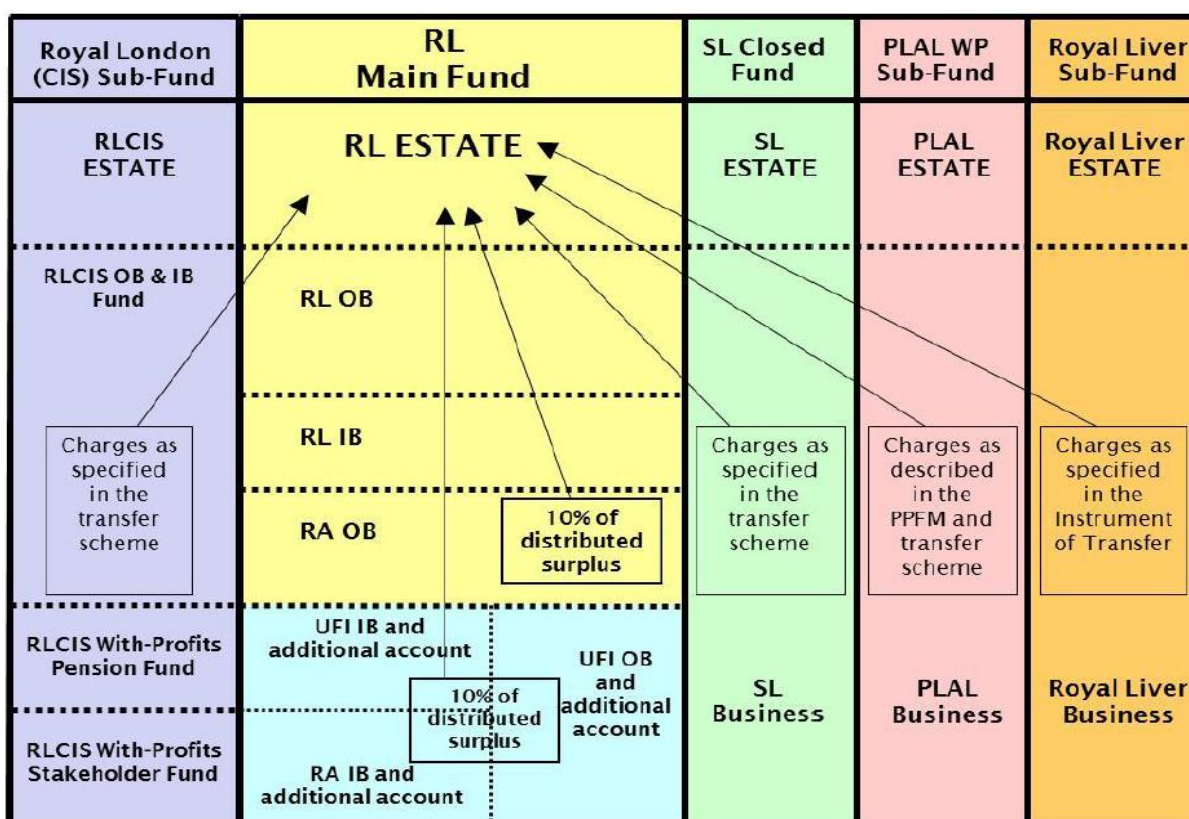 Royal London
(CIS) Sub-Fund
RL
Main Fund
SL Closed
Fund
PLAL WP
Sub-Fund
Royal Liver
Sub-Fund
RLCIS
ESTATE
RL ESTATE
SL
ESTATE
PLAL
ESTATE
Royal Liver
ESTATE
RLCIS OB & IB
Fund
RL OB
RL IB
RA OB
Charges as
specified
in the
transfer
scheme
10% of
distributed
surplus
Charges as
specified
in the
transfer
scheme
Charges as
described
in the
PPFM and
transfer
scheme
Charges as
specified
in the
Instrument
of Transfer
RLCIS With-Profits
Pension Fund
RLCIS With-Profits
Stakeholder Fund
UFI IB and
additional account
10% of
distributed
surplus
UFI OB
and
additional
account
RA IB and
additional account
SL
Business
PLAL
Business
Royal Liver
Business